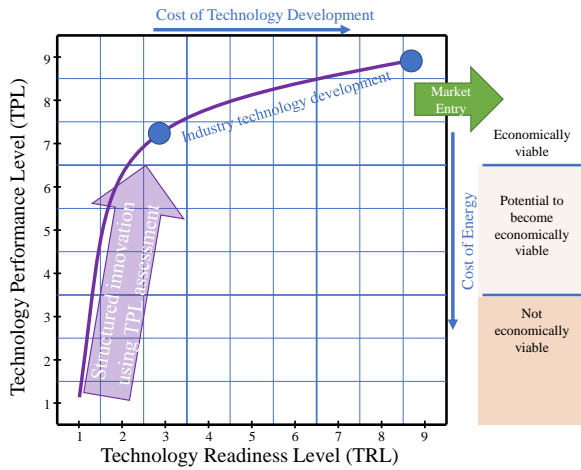 Cost of Technology Development
Technology Performance Level (TPL)
9
8
7
6
5
4
3
2
1
Industry technology development
Structured innovation
using TPL assessment
Market
Entry
Cost of Energy
Economically
viable
Potential to
become
economically
viable
Not
economically
viable
1 2 3 4 5 6 7 8 9
Technology Readiness Level (TRL)